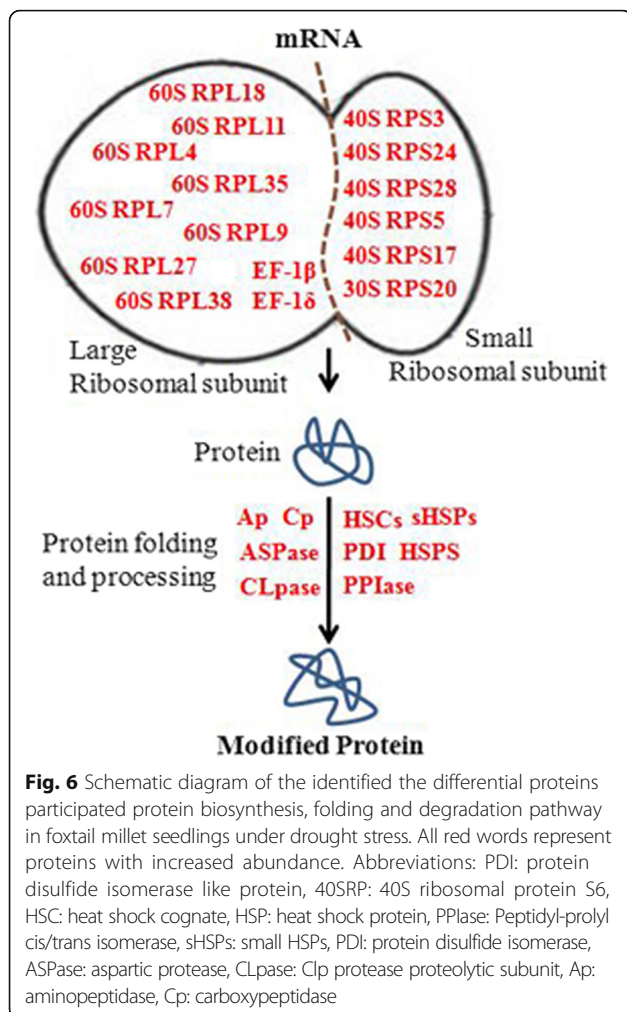 mRNA
60S RPL18
60S RPL11
60S RPL4
60S RPL35
60S RPL7
60S RPL9
60S RPL27
EF-1β
60S RPL38
EF-1δ
40S RPS3
40S RPS24
40S RPS28
40S RPS5
40S RPS17
30S RPS20
Large
Ribosomal subunit
Small
Ribosomal subunit
Protein
Protein folding
and processing
Ap Cp
ASPase
CLpase
HSCs sHSPs
PDI HSPS
PPIase
Modified Protein
Fig. 6 Schematic diagram of the identified the differential proteins
participated protein biosynthesis, folding and degradation pathway
in foxtail millet seedlings under drought stress. All red words represent
proteins with increased abundance. Abbreviations: PDI: protein
disulfide isomerase like protein, 40SRP: 40S ribosomal protein S6,
HSC: heat shock cognate, HSP: heat shock protein, PPIase: Peptidyl-prolyl
cis/trans isomerase, sHSPs: small HSPs, PDI: protein disulfide isomerase,
ASPase: aspartic protease, CLpase: Clp protease proteolytic subunit, Ap:
aminopeptidase, Cp: carboxypeptidase